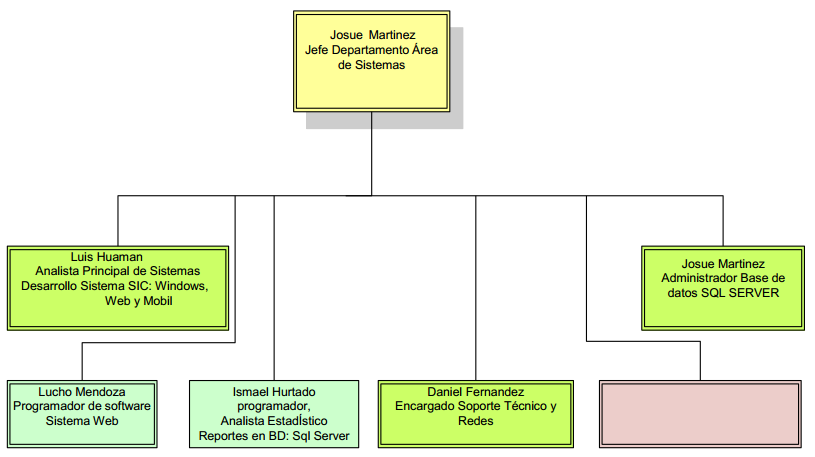 Josue Martinez
Jefe Departamento Área
de Sistemas
Luis Huaman
Analista Principal de Sistemas
Desarrollo Sistema SIC: Windows,
Web y Mobil
Josue Martinez
Administrador Base de
datos SQL SERVER
Lucho Mendoza
Programador de software
Sistema Web
Ismael Hurtado
programador,
Analista EstadÍstico
Reportes en BD: Sql Server
Daniel Fernandez
Encargado Soporte Técnico y
Redes